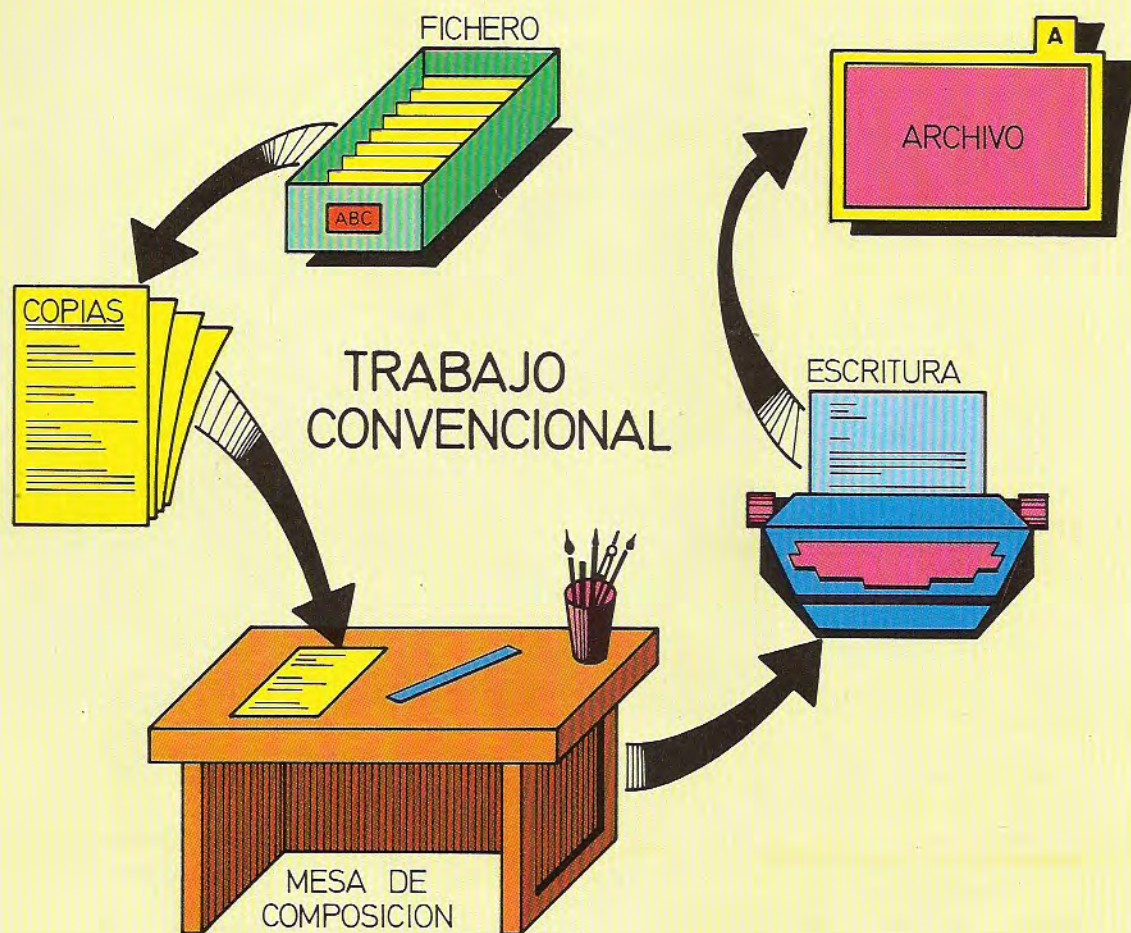 FICHERO
ABC
A
ARCHIVO
COPIAS
TRABAJO
CONVENCIONAL
ESCRITURA
MESA DE
COMPOSICION